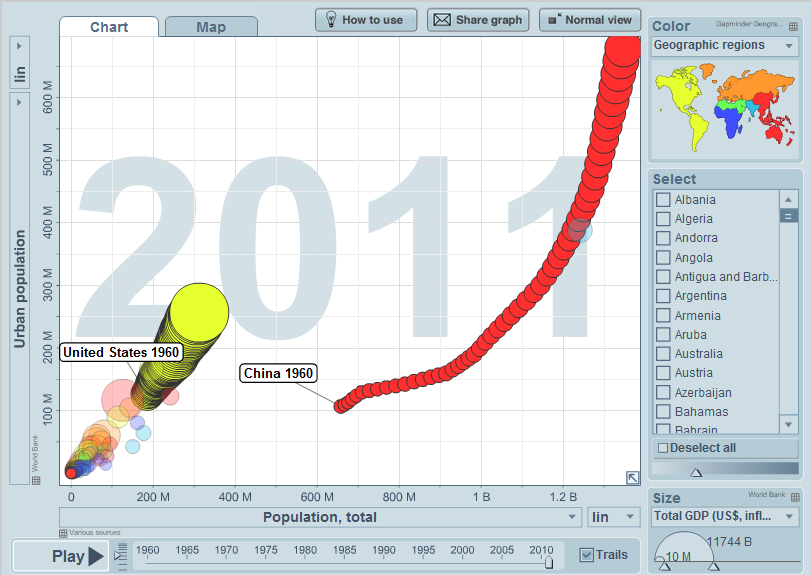 Chart
Map
How to use
Share graph
Normal view
Color
Gapminder Geogra...
Geographic regions
lin
Urban population
World Bank
600 M
500 M
400 M
300 M
200 M
100 M
2011
United States 1960
China 1960
0
200 M
400 M
600 M
800 M
1 B
1.2 B
Population, total
lin
Various sources
Select
Albania
Algeria
Andorra
Angola
Antigua and Barb...
Argentina
Armenia
Aruba
Australia
Austria
Azerbaijan
Bahamas
Bahrain
Deselect all
Size
World Bank
Total GDP (US$, infl...
11744 B
10 M
Play
1960
1965
1970
1975
1980
1985
1990
1995
2000
2005
2010
Trails